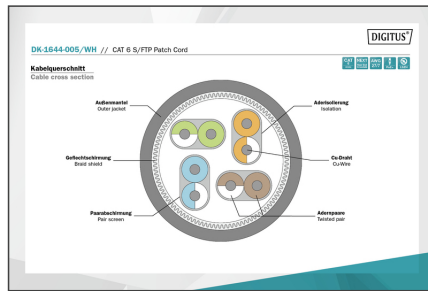 DIGITUS®
DK-1644-005/WH // CAT 6 S/FTP Patch Cord
Kabelquerschnitt
Cable cross section
Außenmantel
Outer jacket
Aderisolierung
Isolation
Geflechtschirmung
Braid shield
Cu-Draht
Cu-Wire
Paarabschirmung
Pair screen
Adernpaare
Twisted pair